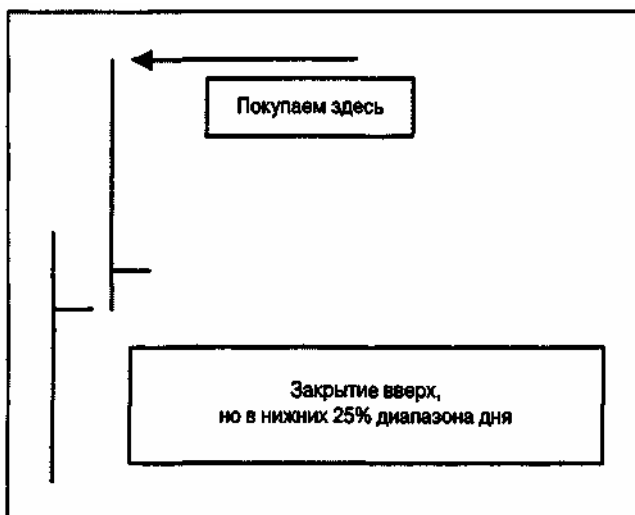 Покупаем здесь
Закрытие вверх,
но в нижних 25% диапазона дня